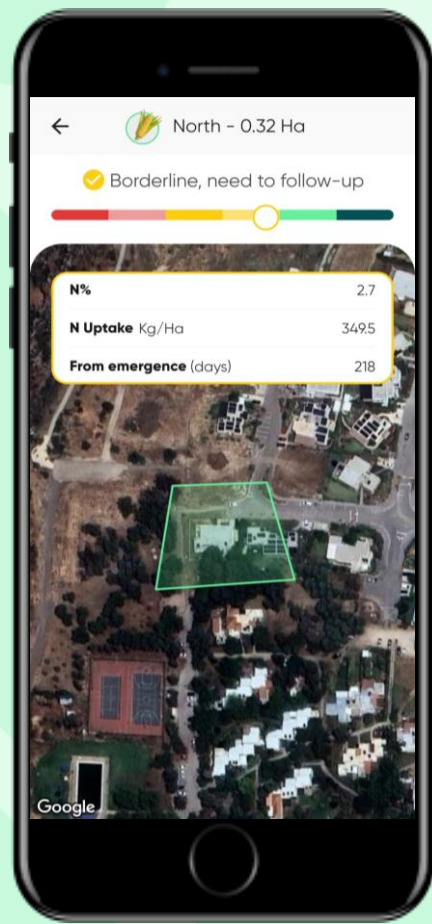 North - 0.32 Ha
Borderline, need to follow-up
N% 2.7
N Uptake Kg/Ha 349.5
From emergence (days) 218
Google